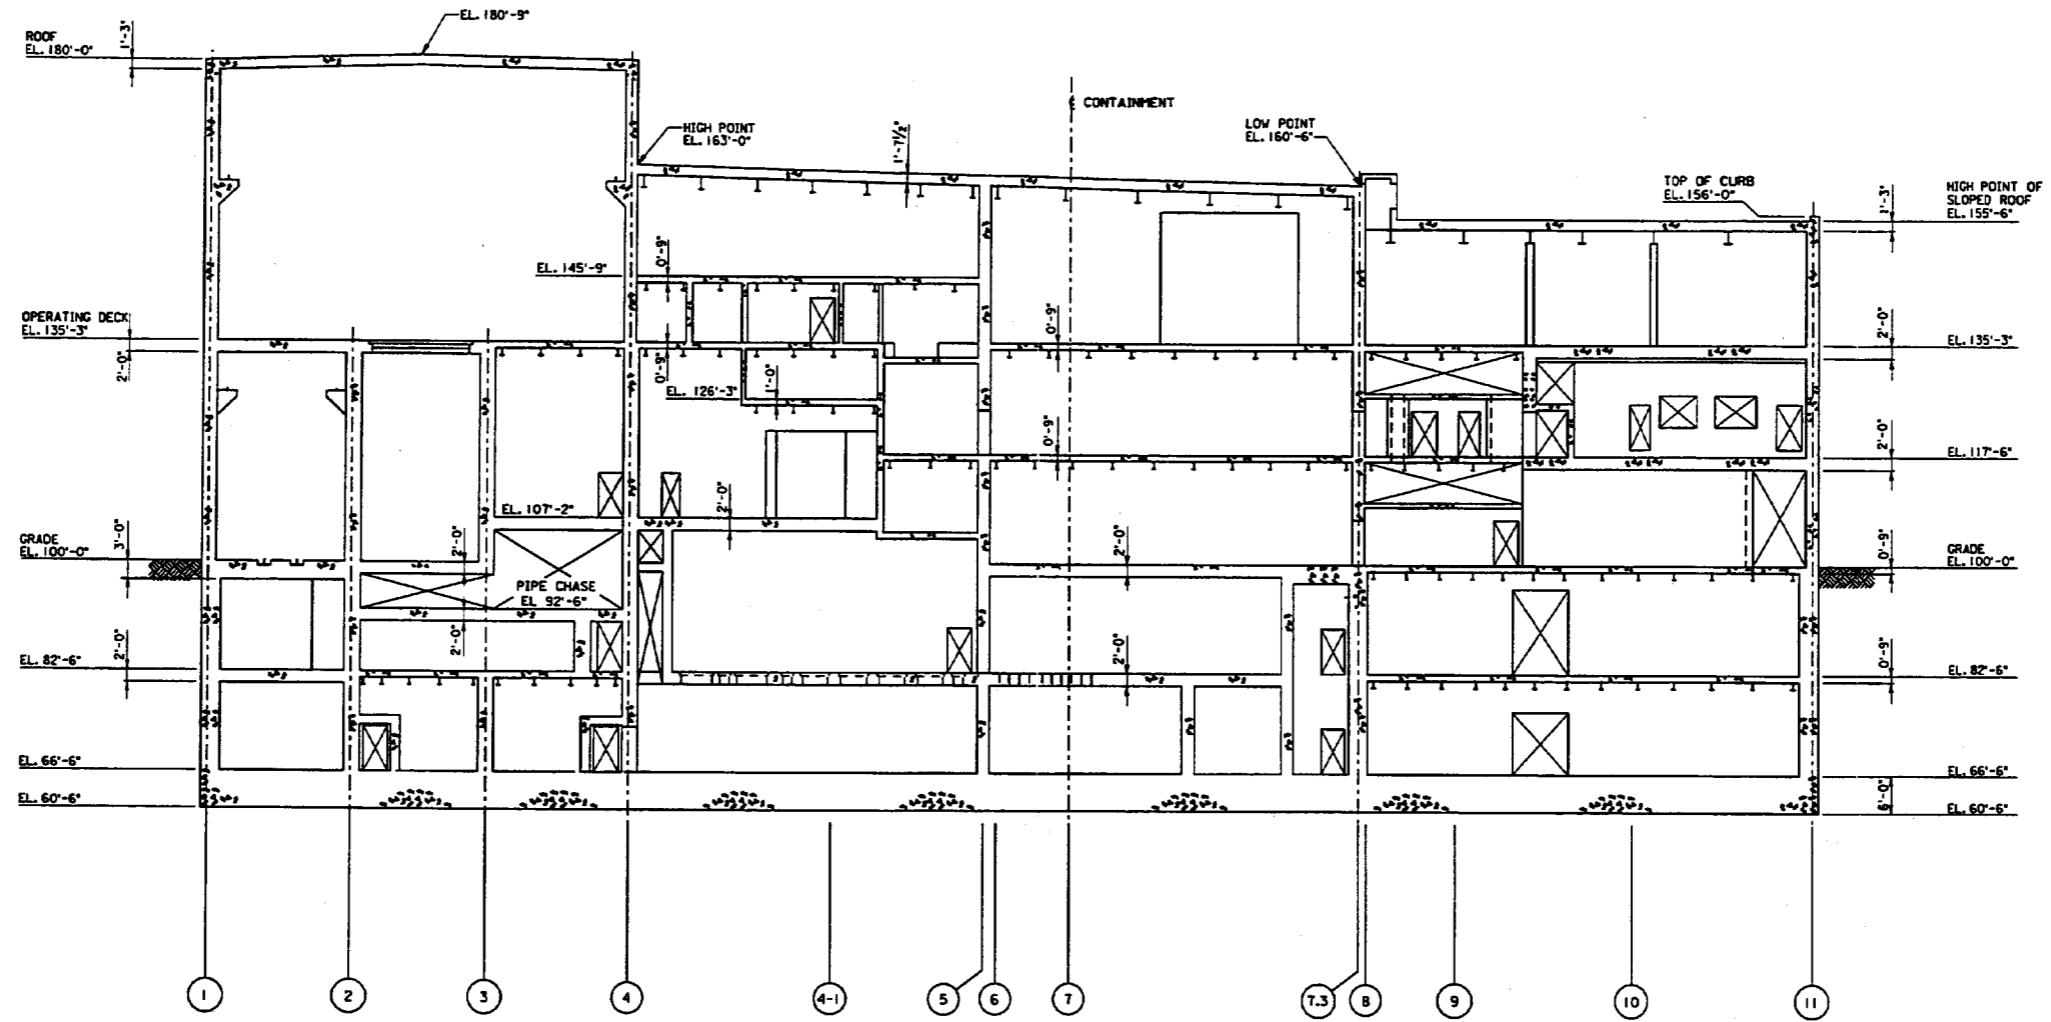 EL. 180'-9"
ROOF
EL. 180'-0"
1'-3"
℄ CONTAINMENT
HIGH POINT
EL. 163'-0"
1'-7 1/2"
LOW POINT
EL. 160'-6"
TOP OF CURB
EL. 156'-0"
1'-3"
HIGH POINT OF
SLOPED ROOF
EL. 155'-6"
EL. 145'-9"
0'-9"
OPERATING DECK
EL. 135'-3"
2'-0"
0'-9"
0'-9"
2'-0"
EL. 135'-3"
EL. 126'-3"
1'-0"
0'-9"
2'-0"
EL. 117'-6"
EL. 107'-2"
2'-0"
GRADE
EL. 100'-0"
3'-0"
2'-0"
2'-0"
0'-9"
GRADE
EL. 100'-0"
PIPE CHASE
EL 92'-6"
2'-0"
EL. 82'-6"
2'-0"
2'-0"
0'-9"
EL. 82'-6"
EL. 66'-6"
EL. 66'-6"
EL. 60'-6"
6'-0"
EL. 60'-6"
1 2 3 4 4-1 5 6 7 7.3 8 9 10 11